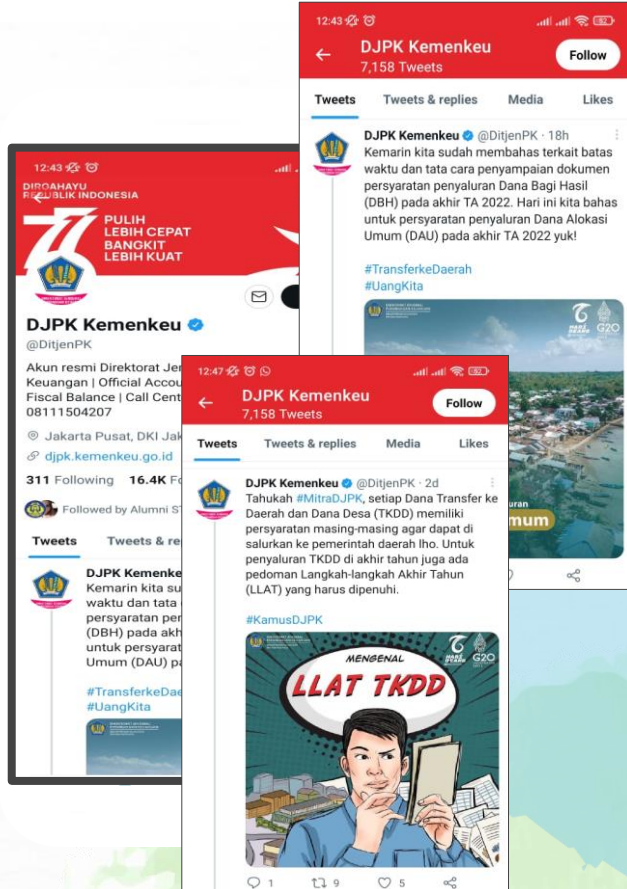 12:43
DJPK Kemenkeu
7,158 Tweets
Follow
Tweets Tweets & replies Media Likes
DJPK Kemenkeu @DitjenPK · 18h
Kemarin kita sudah membahas terkait batas
waktu dan tata cara penyampaian dokumen
persyaratan penyaluran Dana Bagi Hasil
(DBH) pada akhir TA 2022. Hari ini kita bahas
untuk persyaratan penyaluran Dana Alokasi
Umum (DAU) pada akhir TA 2022 yuk!
#TransferkeDaerah
#UangKita
G20
uran
mum
12:43
DIRGAHAYU
REPUBLIK INDONESIA
77
PULIH
LEBIH CEPAT
BANGKIT
LEBIH KUAT
DJPK Kemenkeu
@DitjenPK
Akun resmi Direktorat Jer
Keuangan | Official Accou
Fiscal Balance | Call Cent
08111504207
Jakarta Pusat, DKI Jak
djpk.kemenkeu.go.id
311 Following 16.4K Fo
Followed by Alumni S
Tweets Tweets & re
DJPK Kemenke
Kemarin kita su
waktu dan tata
persyaratan per
(DBH) pada akh
untuk persyarat
Umum (DAU) pa
#TransferkeDae
#UangKita
12:47
DJPK Kemenkeu
7,158 Tweets
Follow
Tweets Tweets & replies Media Likes
DJPK Kemenkeu @DitjenPK · 2d
Tahukah #MitraDJPK, setiap Dana Transfer ke
Daerah dan Dana Desa (TKDD) memiliki
persyaratan masing-masing agar dapat di
salurkan ke pemerintah daerah lho. Untuk
penyaluran TKDD di akhir tahun juga ada
pedoman Langkah-langkah Akhir Tahun
(LLAT) yang harus dipenuhi.
#KamusDJPK
G20
MENGENAL
LLAT TKDD
1 9 5